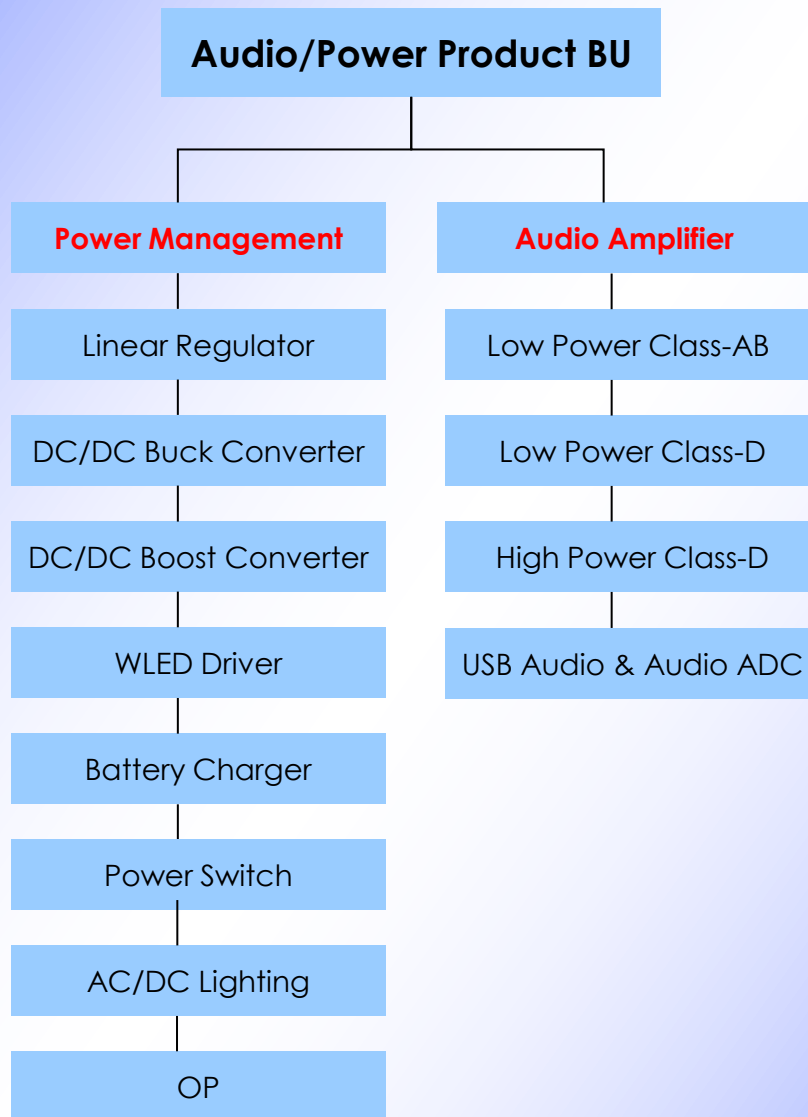 Audio/Power Product BU
Power Management
Linear Regulator
DC/DC Buck Converter
DC/DC Boost Converter
WLED Driver
Battery Charger
Power Switch
AC/DC Lighting
OP
Audio Amplifier
Low Power Class-AB
Low Power Class-D
High Power Class-D
USB Audio & Audio ADC